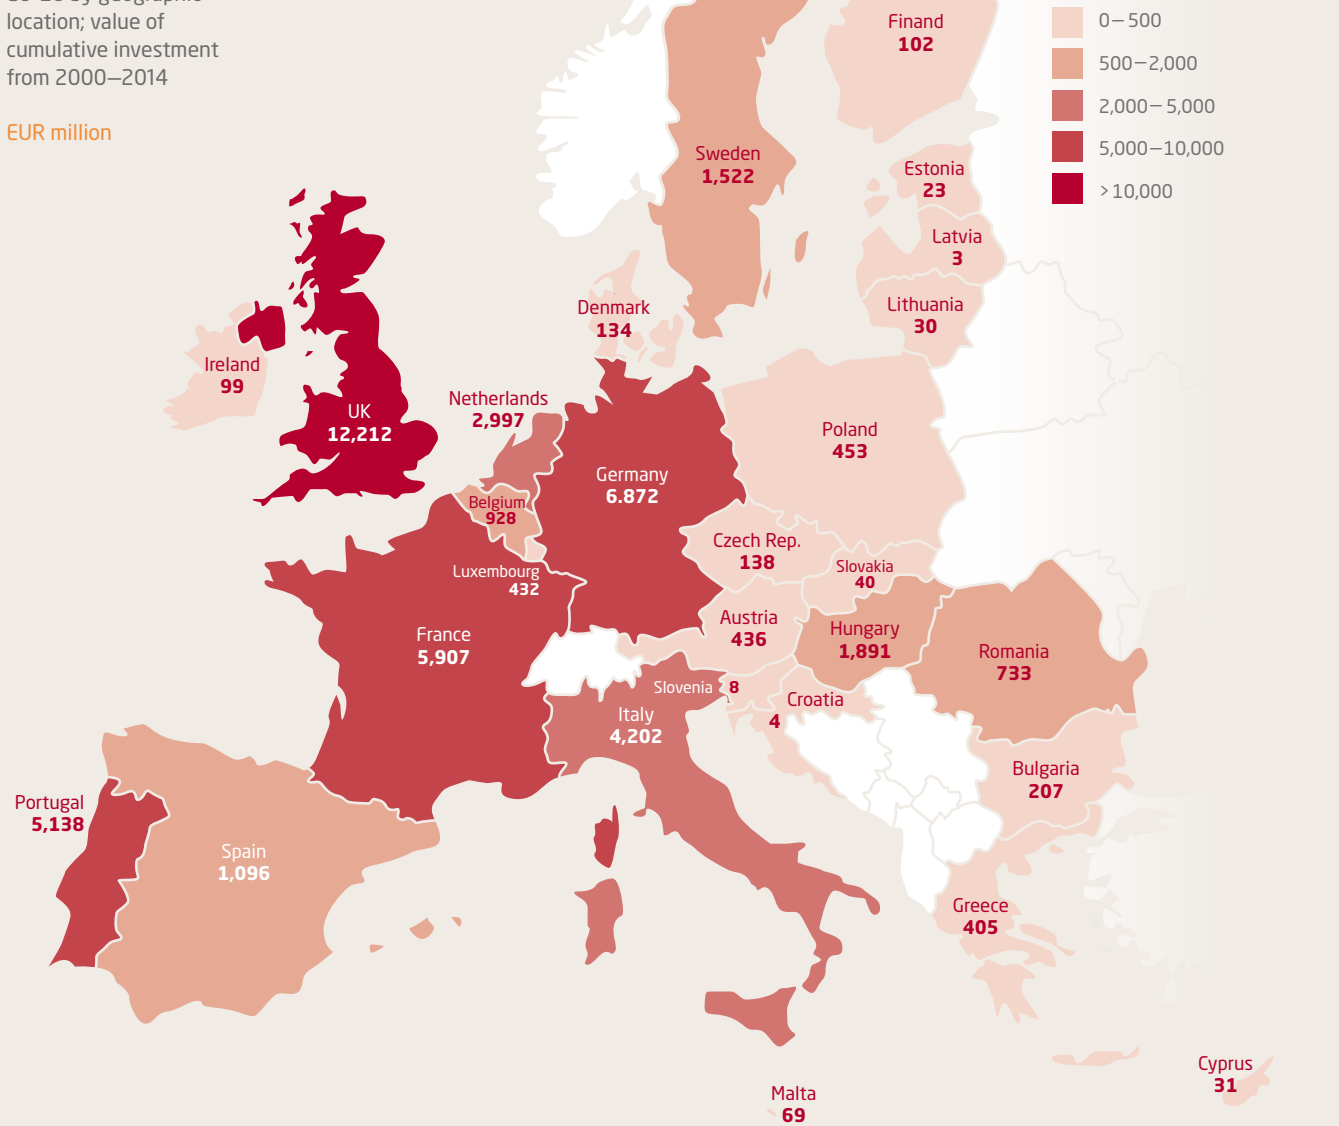 location; value of
cumulative investment
from 2000—2014
EUR million
0—500
500—2,000
2,000—5,000
5,000—10,000
>10,000
Finand
102
Sweden
1,522
Estonia
23
Latvia
3
Lithuania
30
Denmark
134
Ireland
99
UK
12,212
Netherlands
2,997
Belgium
928
Germany
6.872
Poland
453
Luxembourg
432
Czech Rep.
138
Slovakia
40
Austria
436
Hungary
1,891
Romania
733
France
5,907
Slovenia 8
Croatia
4
Italy
4,202
Bulgaria
207
Portugal
5,138
Spain
1,096
Greece
405
Cyprus
31
Malta
69